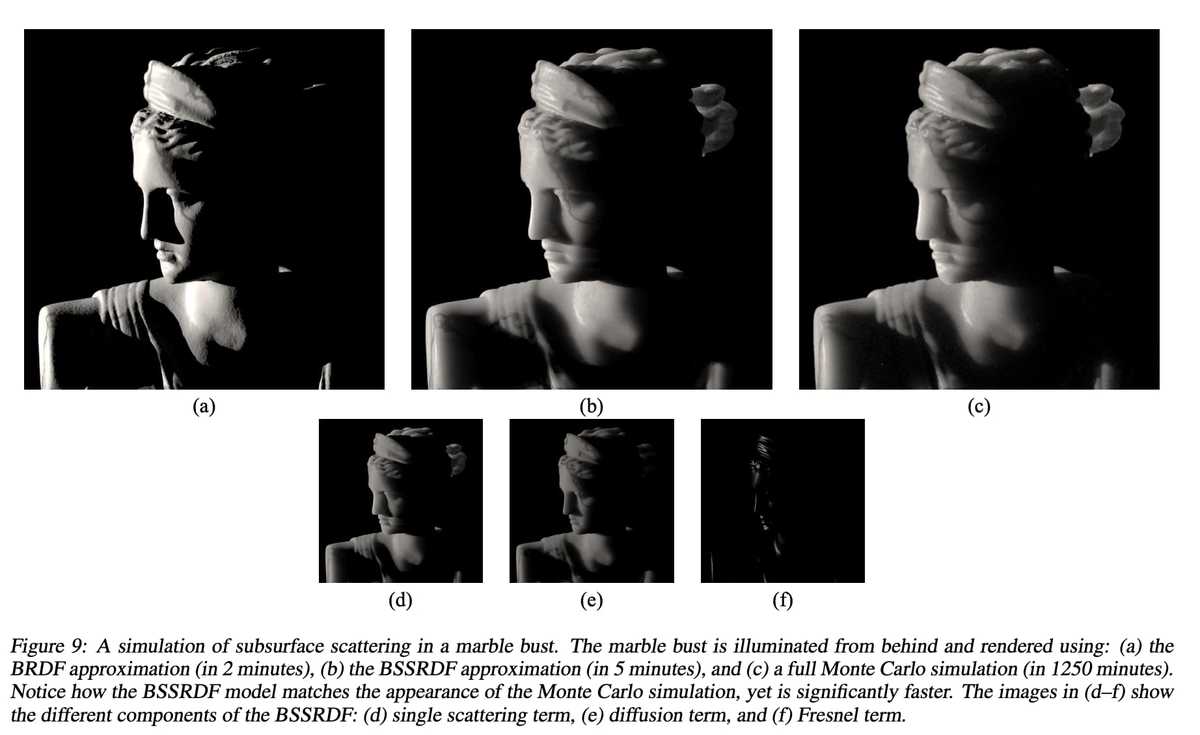 (a)
(b)
(c)
(d)
(e)
(f)
Figure 9: A simulation of subsurface scattering in a marble bust. The marble bust is illuminated from behind and rendered using: (a) the
BRDF approximation (in 2 minutes), (b) the BSSRDF approximation (in 5 minutes), and (c) a full Monte Carlo simulation (in 1250 minutes).
Notice how the BSSRDF model matches the appearance of the Monte Carlo simulation, yet is significantly faster. The images in (d–f) show
the different components of the BSSRDF: (d) single scattering term, (e) diffusion term, and (f) Fresnel term.